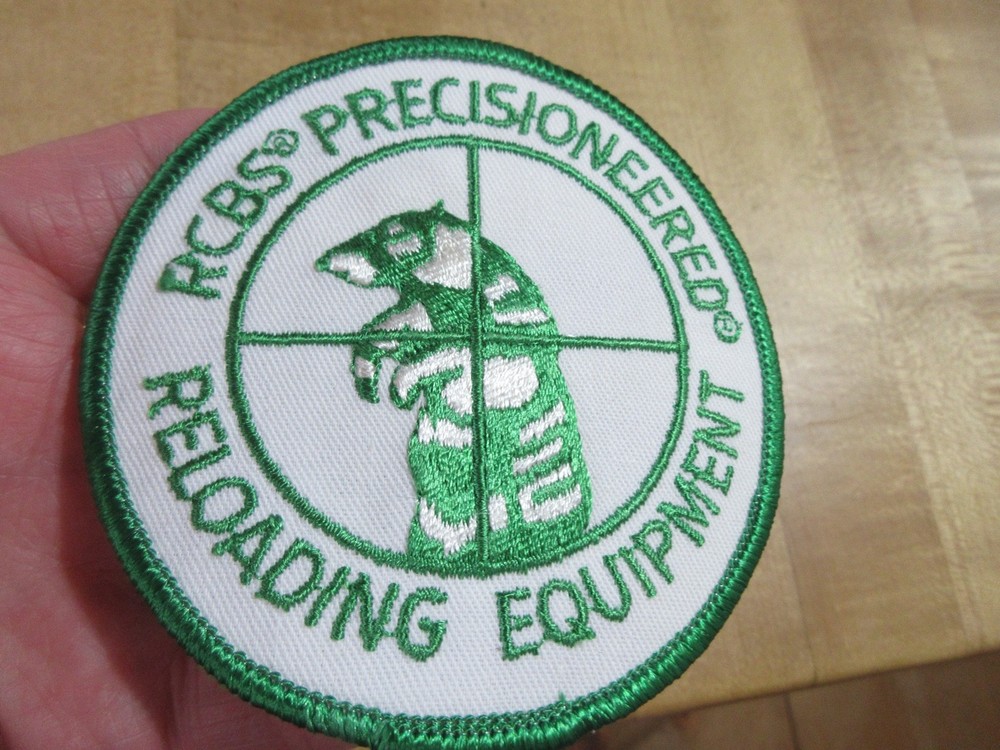 RCBS® PRECISIONEERED®
RELOADING EQUIPMENT